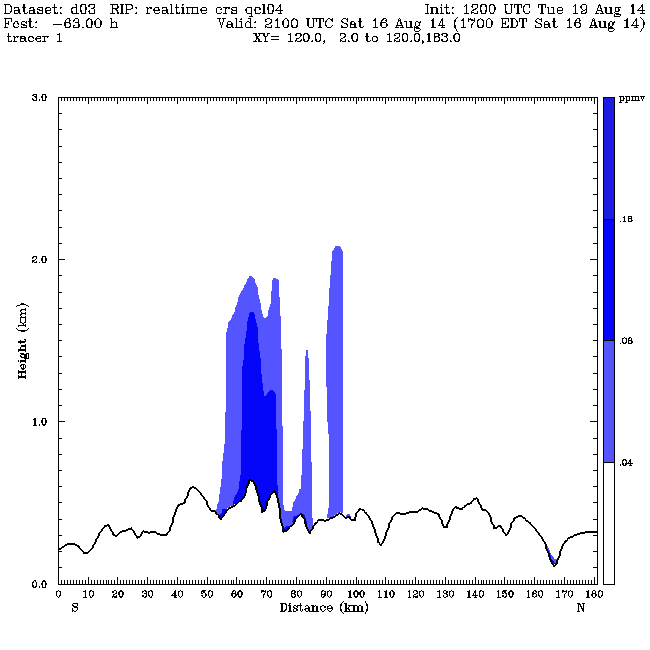 Dataset: d03 RIP: realtime crs qcl04 Init: 1200 UTC Tue 19 Aug 14
Fcst: -63.00 h Valid: 2100 UTC Sat 16 Aug 14 (1700 EDT Sat 16 Aug 14)
tracer 1 XY= 120.0, 2.0 to 120.0,183.0
ppmv
3.0
.16
2.0
.08
Height (km)
1.0
.04
0.0
0 10 20 30 40 50 60 70 80 90 100 110 120 130 140 150 160 170 180
S Distance (km) N